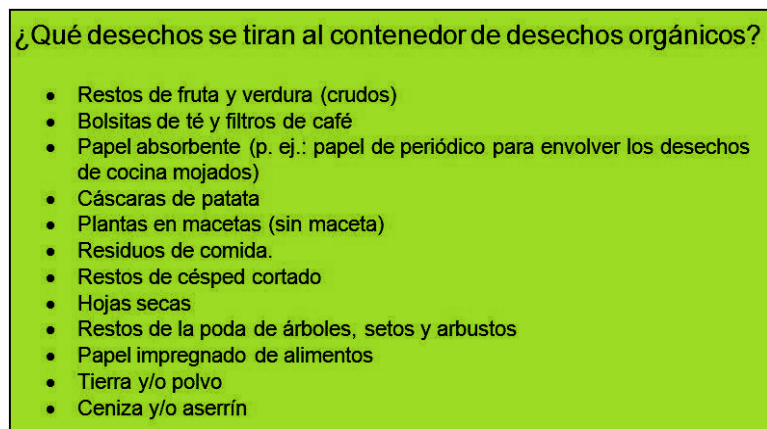 ¿Qué desechos se tiran al contenedor de desechos orgánicos?
• Restos de fruta y verdura (crudos)
• Bolsitas de té y filtros de café
• Papel absorbente (p. ej.: papel de periódico para envolver los desechos
de cocina mojados)
• Cáscaras de patata
• Plantas en macetas (sin maceta)
• Residuos de comida.
• Restos de césped cortado
• Hojas secas
• Restos de la poda de árboles, setos y arbustos
• Papel impregnado de alimentos
• Tierra y/o polvo
• Ceniza y/o aserrín